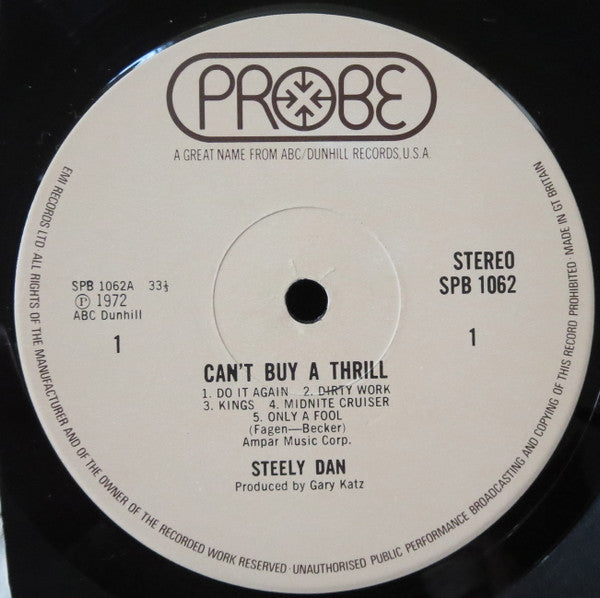 PROBE
A GREAT NAME FROM ABC/DUNHILL RECORDS, U.S.A.
EMI RECORDS LTD · ALL RIGHTS OF THE MANUFACTURER AND OF THE OWNER OF THE RECORDED WORK RESERVED · UNAUTHORISED PUBLIC PERFORMANCE BROADCASTING AND COPYING OF THIS RECORD PROHIBITED · MADE IN GT BRITAIN
SPB 1062A 33⅓
Ⓟ 1972
ABC Dunhill
1
STEREO
SPB 1062
1
CAN'T BUY A THRILL
1. DO IT AGAIN 2. DIRTY WORK
3. KINGS 4. MIDNITE CRUISER
5. ONLY A FOOL
(Fagen—Becker)
Ampar Music Corp.
STEELY DAN
Produced by Gary Katz